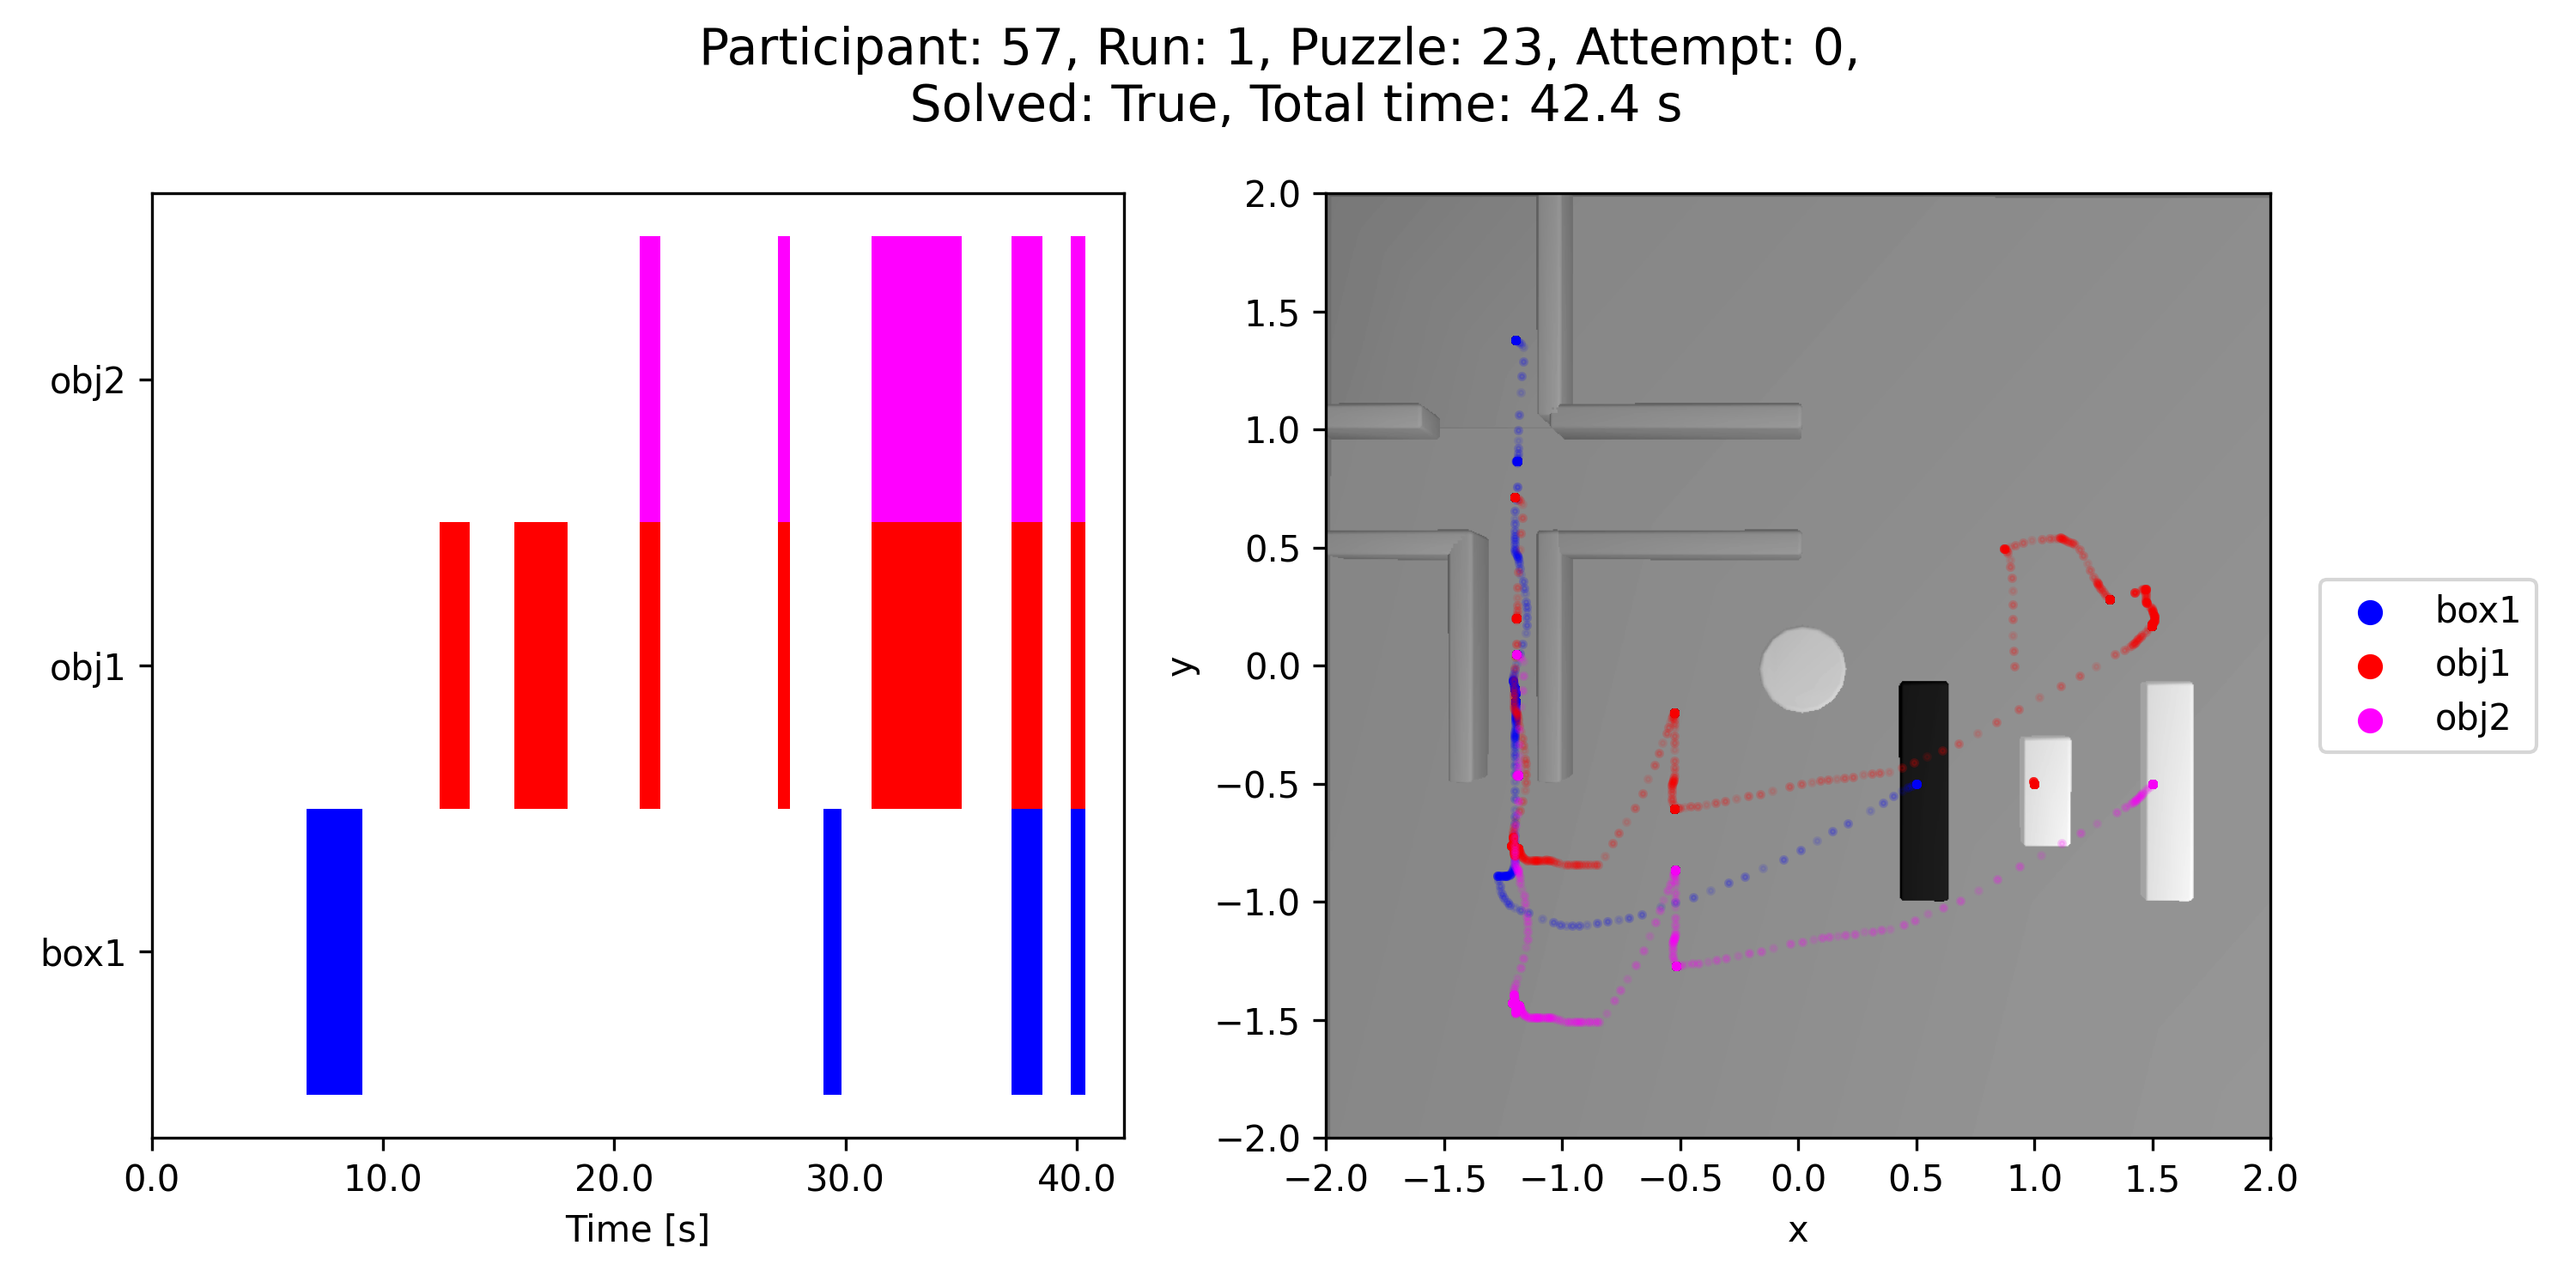 Participant: 57, Run: 1, Puzzle: 23, Attempt: 0,
Solved: True, Total time: 42.4 s
obj2
obj1
box1
0.0 10.0 20.0 30.0 40.0
Time [s]
2.0
1.5
1.0
0.5
0.0
−0.5
−1.0
−1.5
−2.0
y
−2.0 −1.5 −1.0 −0.5 0.0 0.5 1.0 1.5 2.0
x
box1
obj1
obj2